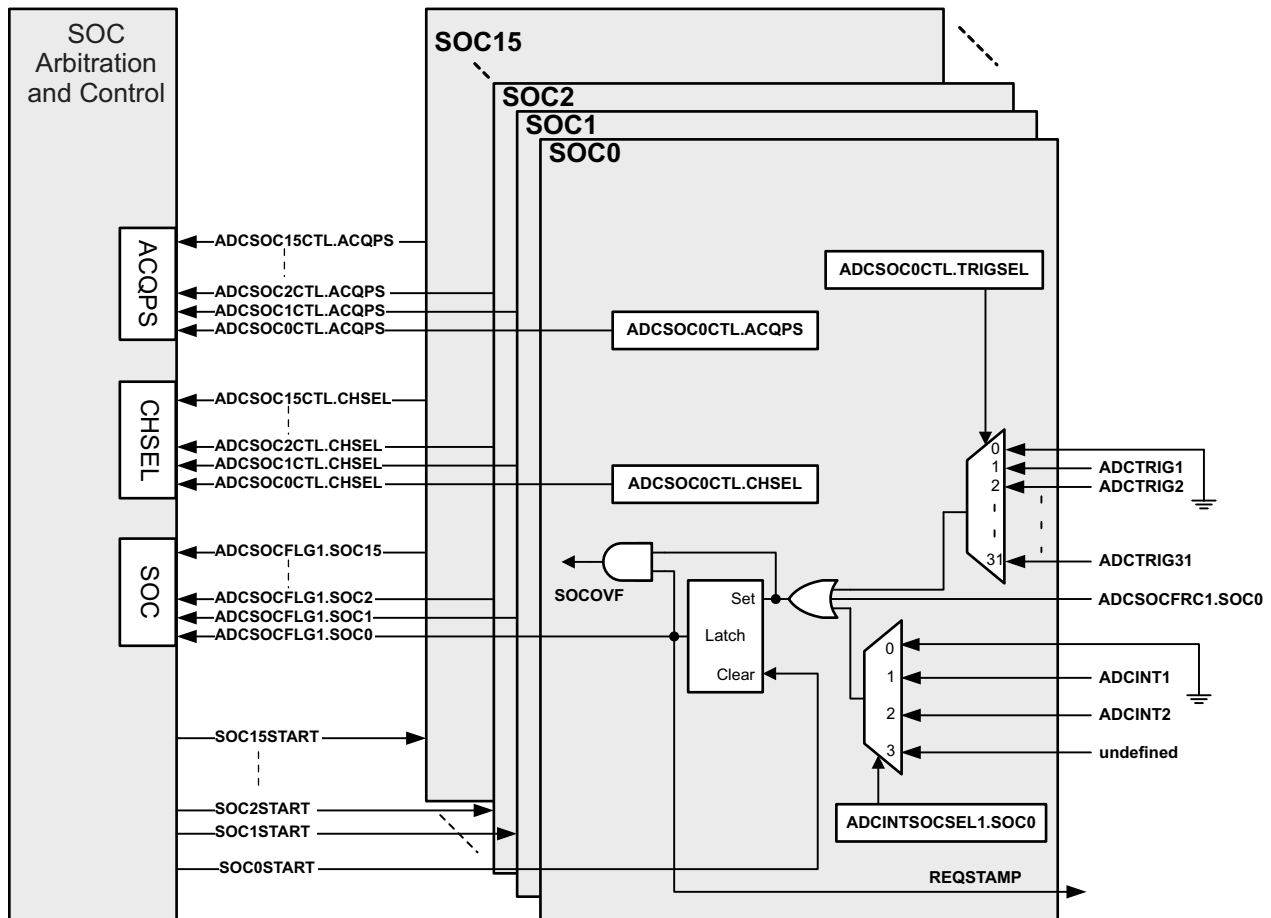 SOC
Arbitration
and Control
SOC15
SOC2
SOC1
SOC0
ACQPS
ADCSOC15CTL.ACQPS
ADCSOC2CTL.ACQPS
ADCSOC1CTL.ACQPS
ADCSOC0CTL.ACQPS
ADCSOC0CTL.ACQPS
ADCSOC0CTL.TRIGSEL
CHSEL
ADCSOC15CTL.CHSEL
ADCSOC2CTL.CHSEL
ADCSOC1CTL.CHSEL
ADCSOC0CTL.CHSEL
ADCSOC0CTL.CHSEL
0
1
2
31
ADCTRIG1
ADCTRIG2
ADCTRIG31
SOC
ADCSOCFLG1.SOC15
ADCSOCFLG1.SOC2
ADCSOCFLG1.SOC1
ADCSOCFLG1.SOC0
SOCOVF
Set
Latch
Clear
ADCSOCFRC1.SOC0
0
1
2
3
ADCINT1
ADCINT2
undefined
ADCINTSOCSEL1.SOC0
SOC15START
SOC2START
SOC1START
SOC0START
REQSTAMP